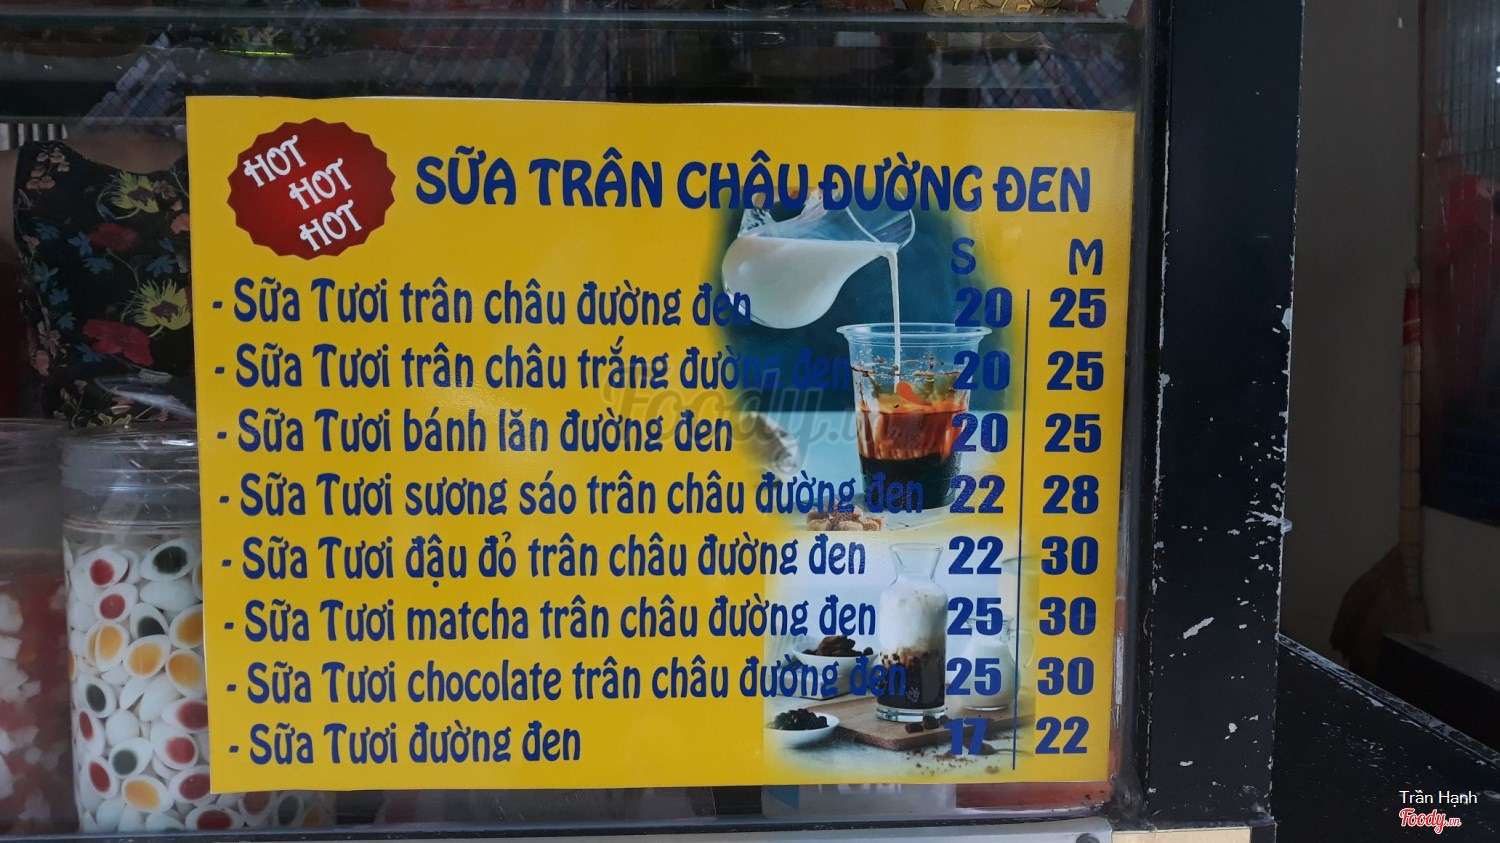 HOT
HOT
HOT
SỮA TRÂN CHÂU ĐƯỜNG ĐEN
S M
- Sữa Tươi trân châu đường đen 20 25
- Sữa Tươi trân châu trắng đường đen 20 25
- Sữa Tươi bánh lăn đường đen 20 25
- Sữa Tươi sương sáo trân châu đường đen 22 28
- Sữa Tươi đậu đỏ trân châu đường đen 22 30
- Sữa Tươi matcha trân châu đường đen 25 30
- Sữa Tươi chocolate trân châu đường đen 25 30
- Sữa Tươi đường đen 17 22
Foody.vn
Trần Hạnh
Foody.vn